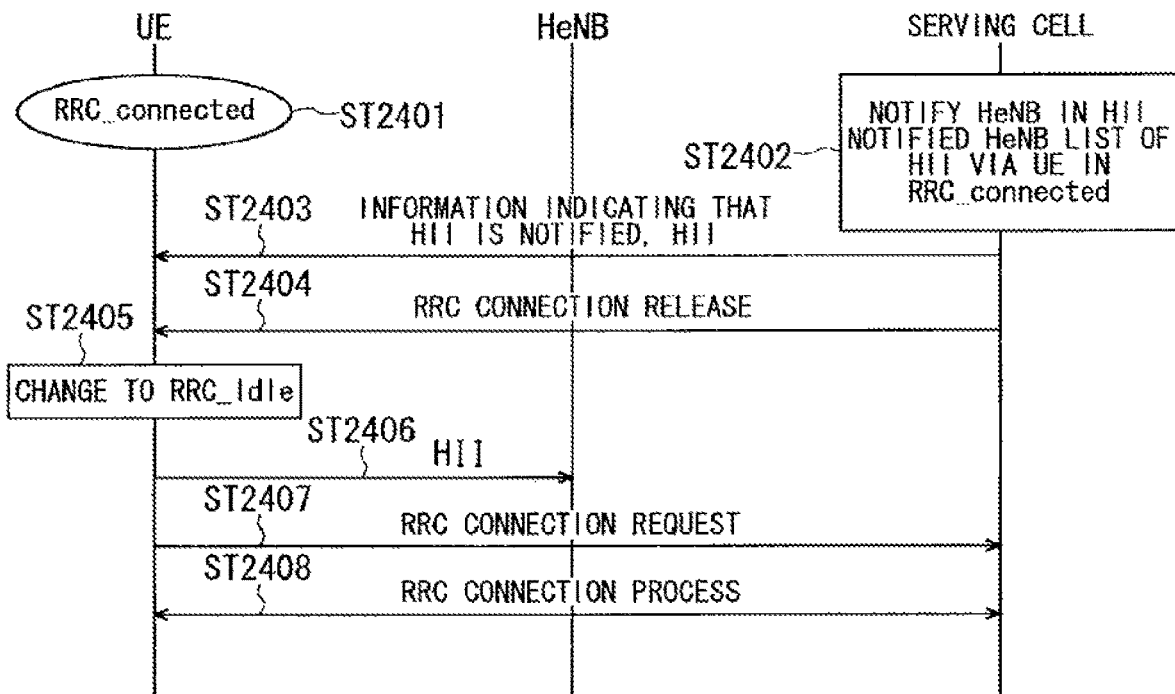 UE
HeNB
SERVING CELL
RRC_connected
ST2401
NOTIFY HeNB IN HII
NOTIFIED HeNB LIST OF
HII VIA UE IN
RRC_connected
ST2402
ST2403
INFORMATION INDICATING THAT
HII IS NOTIFIED, HII
ST2404
RRC CONNECTION RELEASE
ST2405
CHANGE TO RRC_Idle
ST2406
HII
ST2407
RRC CONNECTION REQUEST
ST2408
RRC CONNECTION PROCESS